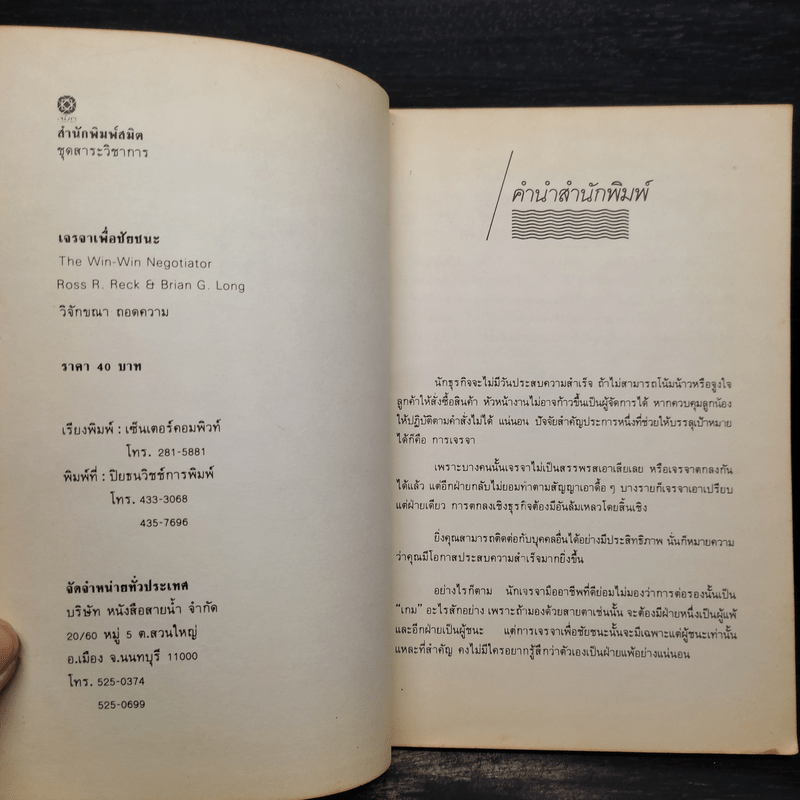 สมิต
สำนักพิมพ์สมิต
ชุดสาระวิชาการ
เจรจาเพื่อชัยชนะ
The Win-Win Negotiator
Ross R. Reck & Brian G. Long
วิจักขณา ถอดความ
ราคา 40 บาท
เรียงพิมพ์ : เซ็นเตอร์คอมพิวท์
โทร. 281-5881
พิมพ์ที่ : ปิยธนวิชช์การพิมพ์
โทร. 433-3068
435-7696
จัดจำหน่ายทั่วประเทศ
บริษัท หนังสือสายน้ำ จำกัด
20/60 หมู่ 5 ต.สวนใหญ่
อ.เมือง จ.นนทบุรี 11000
โทร. 525-0374
525-0699
คำนำสำนักพิมพ์
นักธุรกิจจะไม่มีวันประสบความสำเร็จ ถ้าไม่สามารถโน้มน้าวหรือจูงใจ
ลูกค้าให้สั่งซื้อสินค้า หัวหน้างานไม่อาจก้าวขึ้นเป็นผู้จัดการได้ หากควบคุมลูกน้อง
ให้ปฏิบัติตามคำสั่งไม่ได้ แน่นอน ปัจจัยสำคัญประการหนึ่งที่ช่วยให้บรรลุเป้าหมาย
ได้ก็คือ การเจรจา
เพราะบางคนนั้นเจรจาไม่เป็นสรรพรสเอาเสียเลย หรือเจรจาตกลงกัน
ได้แล้ว แต่อีกฝ่ายกลับไม่ยอมทำตามสัญญาเอาดื้อ ๆ บางรายก็เจรจาเอาเปรียบ
แต่ฝ่ายเดียว การตกลงเชิงธุรกิจต้องมีอันล้มเหลวโดยสิ้นเชิง
ยิ่งคุณสามารถติดต่อกับบุคคลอื่นได้อย่างมีประสิทธิภาพ นั่นก็หมายความ
ว่าคุณมีโอกาสประสบความสำเร็จมากยิ่งขึ้น
อย่างไรก็ตาม นักเจรจามืออาชีพที่ดีย่อมไม่มองว่าการต่อรองนั้นเป็น
"เกม" อะไรสักอย่าง เพราะถ้ามองด้วยสายตาเช่นนั้น จะต้องมีฝ่ายหนึ่งเป็นผู้แพ้
และอีกฝ่ายเป็นผู้ชนะ แต่การเจรจาเพื่อชัยชนะนั้นจะมีเฉพาะแต่ผู้ชนะเท่านั้น
แหละที่สำคัญ คงไม่มีใครอยากรู้สึกว่าตัวเองเป็นฝ่ายแพ้อย่างแน่นอน